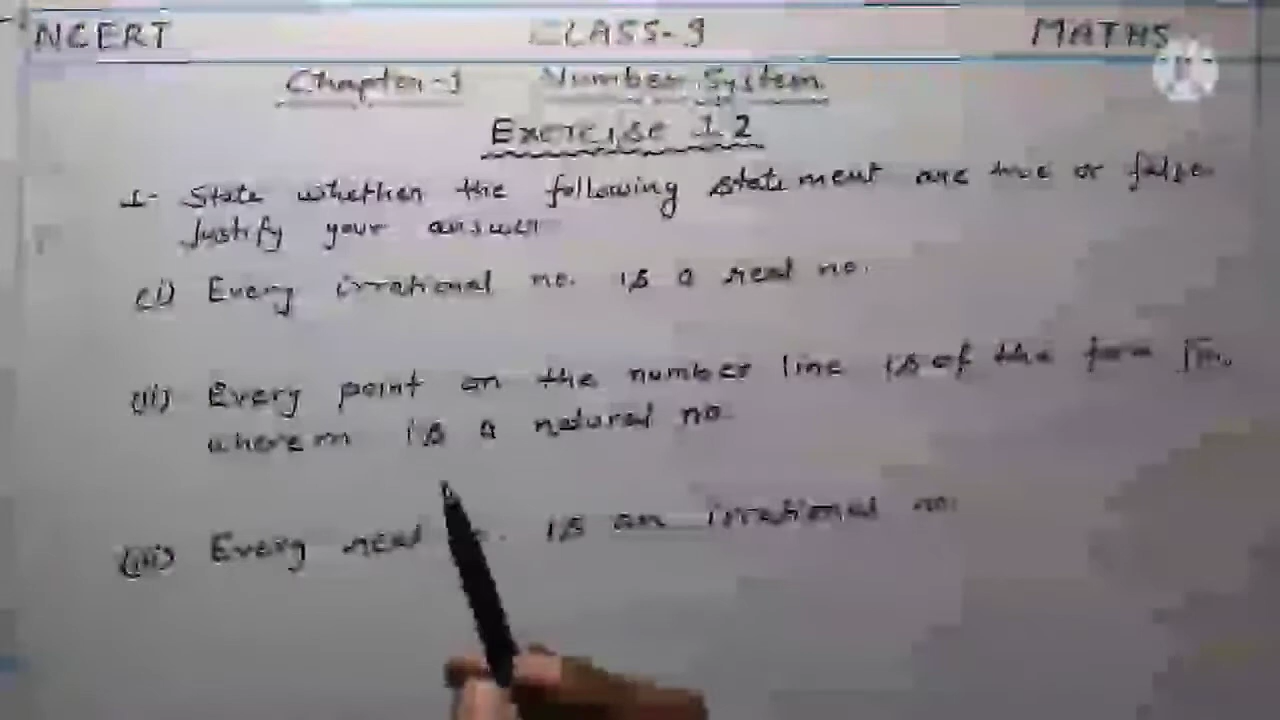 NCERT CLASS-9 MATHS
Chapter-1 Number System
Exercise 1.2
1- State whether the following statement are true or false.
Justify your answer
(i) Every irrational no. is a real no.
(ii) Every point on the number line is of the form √m,
where m is a natural no.
(iii) Every real . is an irrational no.